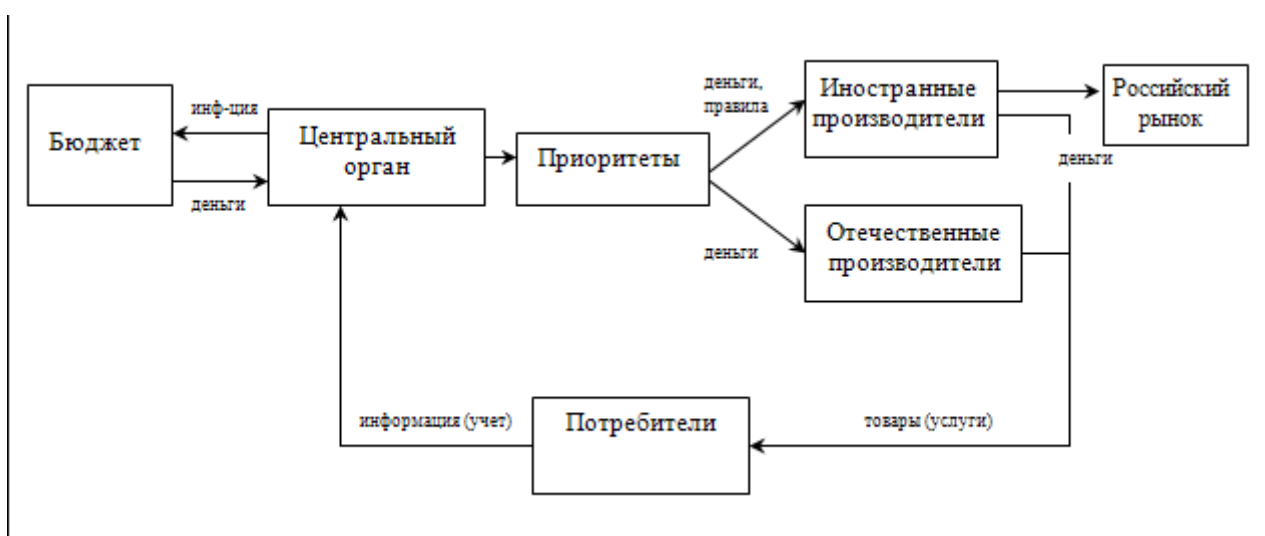 Бюджет
инф-ция
деньги
Центральный
орган
Приоритеты
деньги,
правила
деньги
Иностранные
производители
Российский
рынок
деньги
Отечественные
производители
информация (учет)
Потребители
товары (услуги)